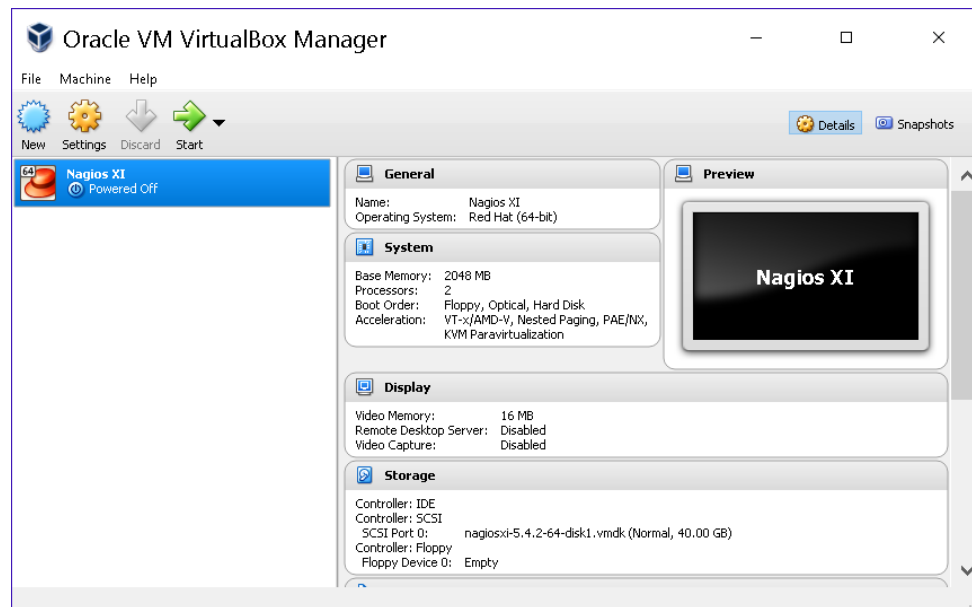 Oracle VM VirtualBox Manager
File Machine Help
New Settings Discard Start
Details Snapshots
64
Nagios XI
Powered Off
General
Name: Nagios XI
Operating System: Red Hat (64-bit)
System
Base Memory: 2048 MB
Processors: 2
Boot Order: Floppy, Optical, Hard Disk
Acceleration: VT-x/AMD-V, Nested Paging, PAE/NX,
KVM Paravirtualization
Preview
Nagios XI
Display
Video Memory: 16 MB
Remote Desktop Server: Disabled
Video Capture: Disabled
Storage
Controller: IDE
Controller: SCSI
SCSI Port 0: nagiosxi-5.4.2-64-disk1.vmdk (Normal, 40.00 GB)
Controller: Floppy
Floppy Device 0: Empty